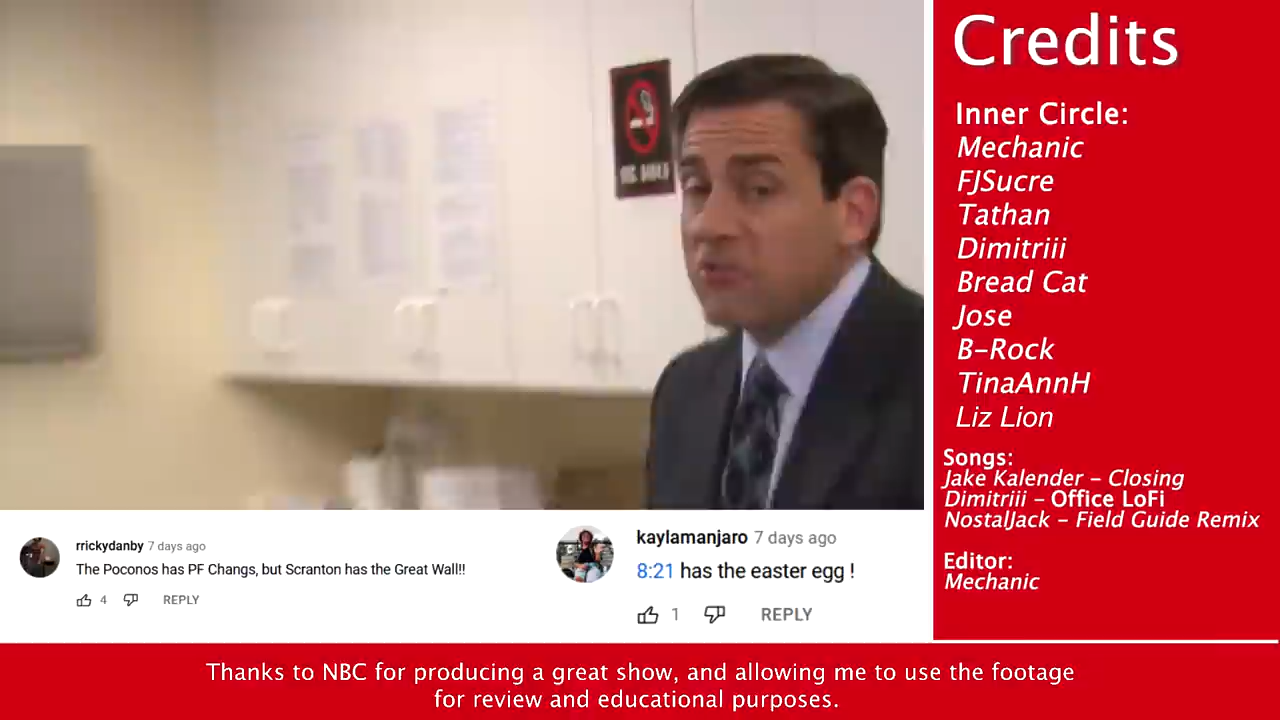 Credits
Inner Circle:
Mechanic
FJSucre
Tathan
Dimitriii
Bread Cat
Jose
B-Rock
TinaAnnH
Liz Lion
Songs:
Jake Kalender - Closing
Dimitriii - Office LoFi
NostalJack - Field Guide Remix
Editor:
Mechanic
rrickydanby 7 days ago
The Poconos has PF Changs, but Scranton has the Great Wall!!
4 REPLY
kaylamanjaro 7 days ago
8:21 has the easter egg !
1 REPLY
Thanks to NBC for producing a great show, and allowing me to use the footage
for review and educational purposes.